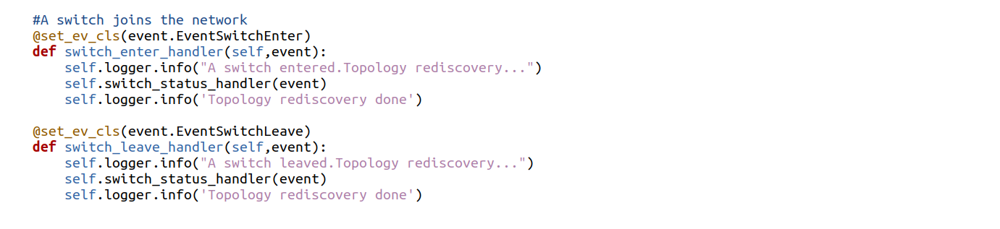 #A switch joins the network
@set_ev_cls(event.EventSwitchEnter)
def switch_enter_handler(self,event):
    self.logger.info("A switch entered.Topology rediscovery...")
    self.switch_status_handler(event)
    self.logger.info('Topology rediscovery done')

@set_ev_cls(event.EventSwitchLeave)
def switch_leave_handler(self,event):
    self.logger.info("A switch leaved.Topology rediscovery...")
    self.switch_status_handler(event)
    self.logger.info('Topology rediscovery done')